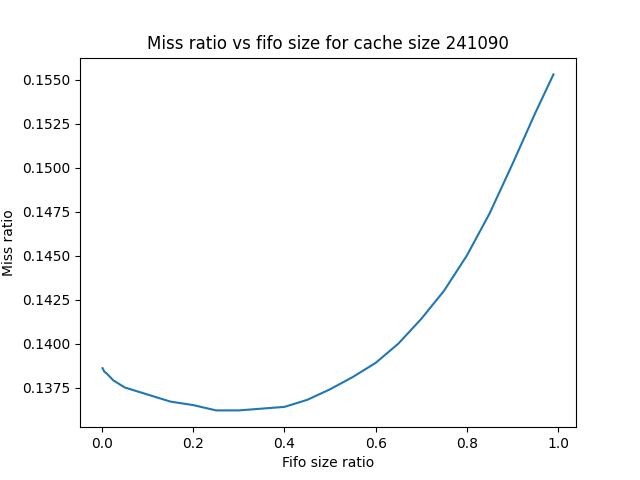 Miss ratio vs fifo size for cache size 241090
0.1550
0.1525
0.1500
0.1475
0.1450
0.1425
0.1400
0.1375
Miss ratio
0.0 0.2 0.4 0.6 0.8 1.0
Fifo size ratio